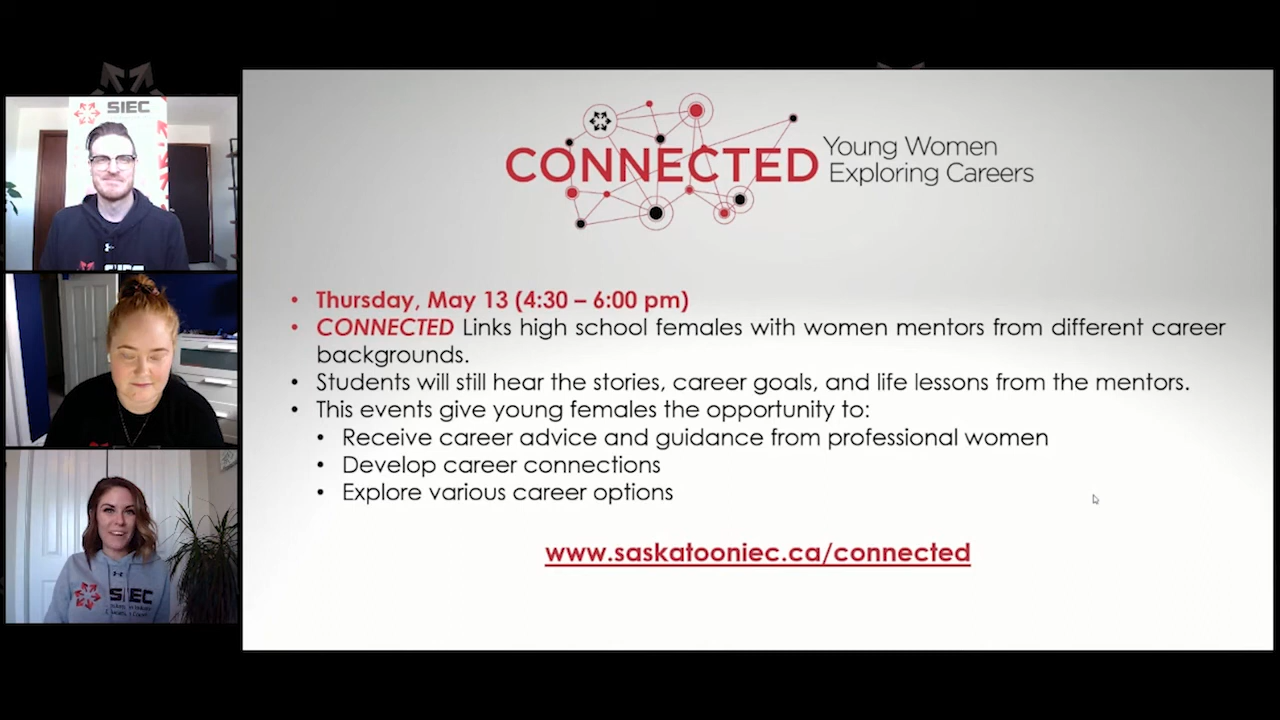 SIEC
CONNECTED
Young Women
Exploring Careers
• Thursday, May 13 (4:30 – 6:00 pm)
• CONNECTED Links high school females with women mentors from different career
backgrounds.
• Students will still hear the stories, career goals, and life lessons from the mentors.
• This events give young females the opportunity to:
• Receive career advice and guidance from professional women
• Develop career connections
• Explore various career options
www.saskatooniec.ca/connected
SIEC